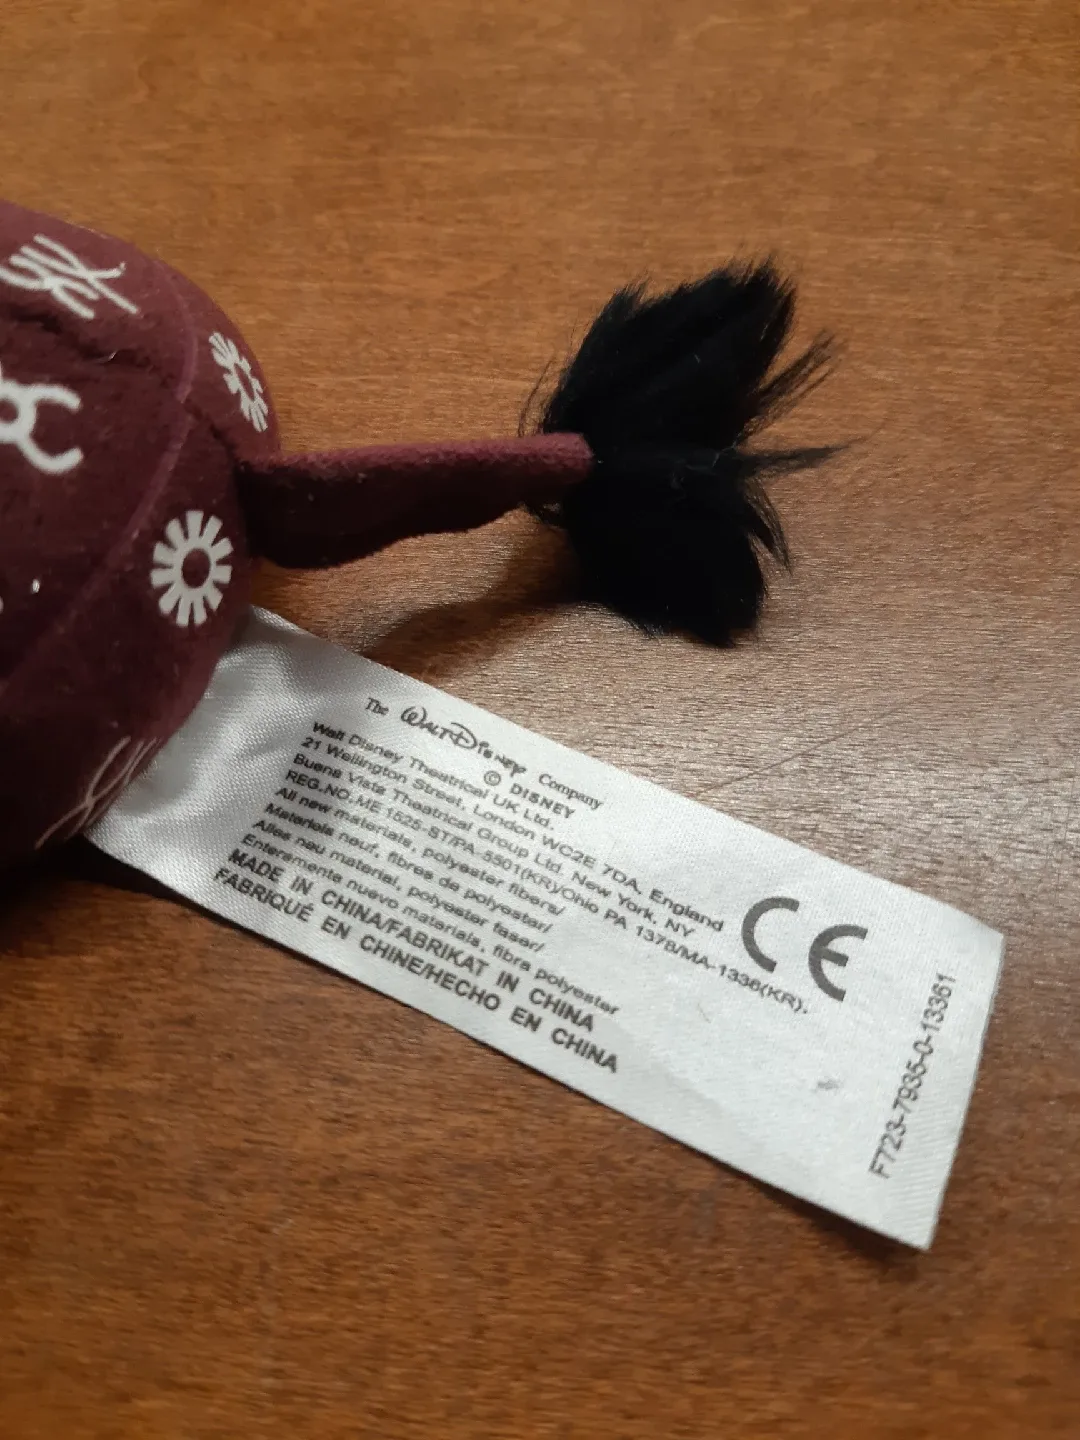 The WALT DISNEY Company
© DISNEY
Walt Disney Theatrical UK Ltd.
21 Wellington Street, London WC2E 7DA, England
Buena Vista Theatrical Group Ltd, New York, NY
REG.NO.ME 1525-ST/PA 5501(KR)/Ohio PA 1378/MA-1336(KR).
All new materials, polyester fibers/
Materiels neuf, fibres de polyestar/
Alles neu material, polyester faser/
Enteramente nuevo materials, fibra polyester
MADE IN CHINA/FABRIKAT IN CHINA
FABRIQUÉ EN CHINE/HECHO EN CHINA
CE
F723-7935-0-13361